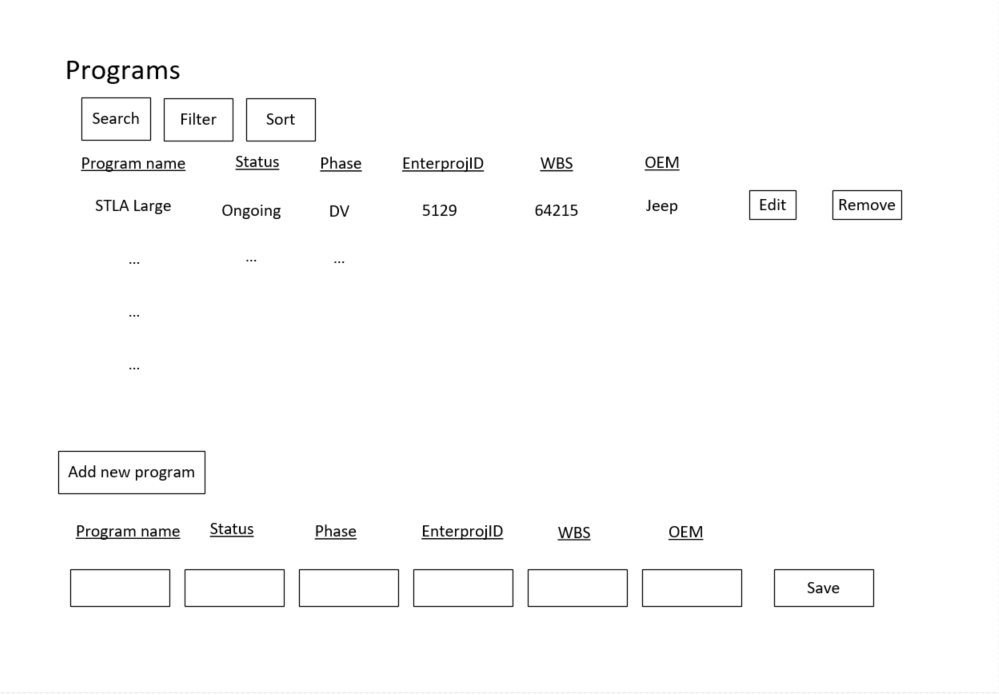 Programs
Search Filter Sort
Program name Status Phase EnterprojID WBS OEM
STLA Large Ongoing DV 5129 64215 Jeep Edit Remove
... ... ...
...
...
Add new program
Program name Status Phase EnterprojID WBS OEM
Save